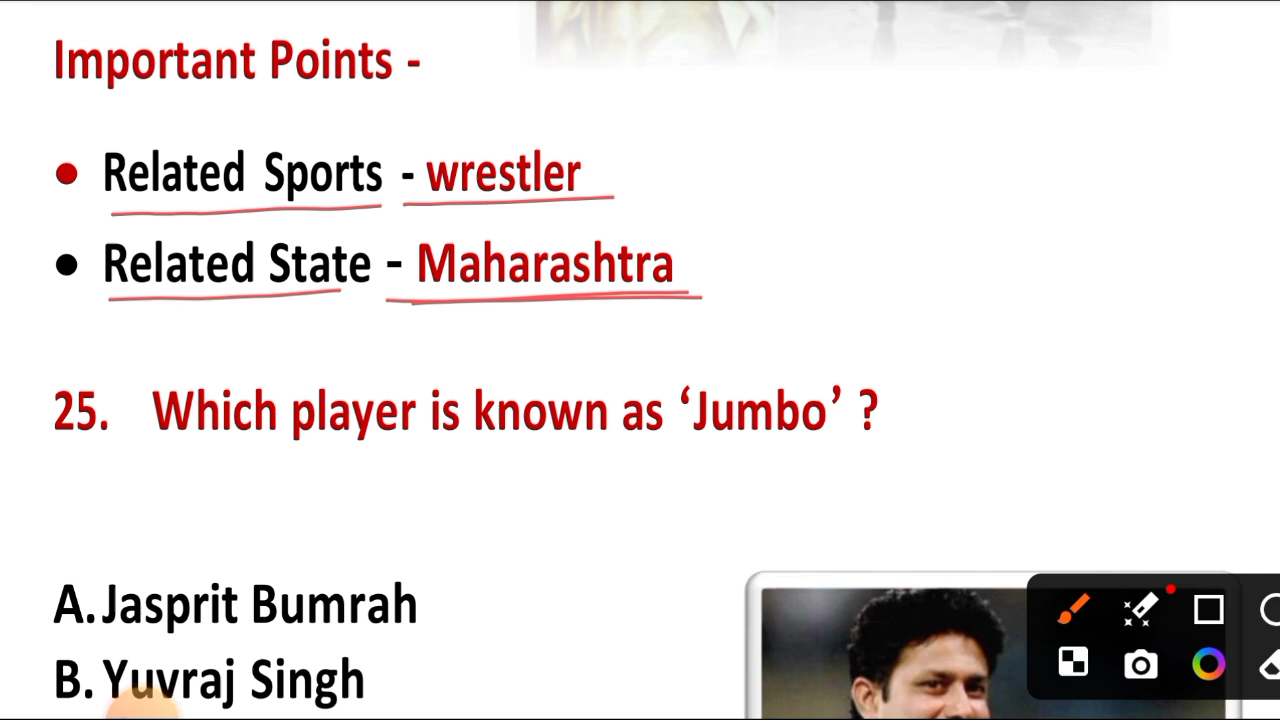 Important Points -
• Related Sports - wrestler
• Related State - Maharashtra
25. Which player is known as ‘Jumbo’ ?
A. Jasprit Bumrah
B. Yuvraj Singh